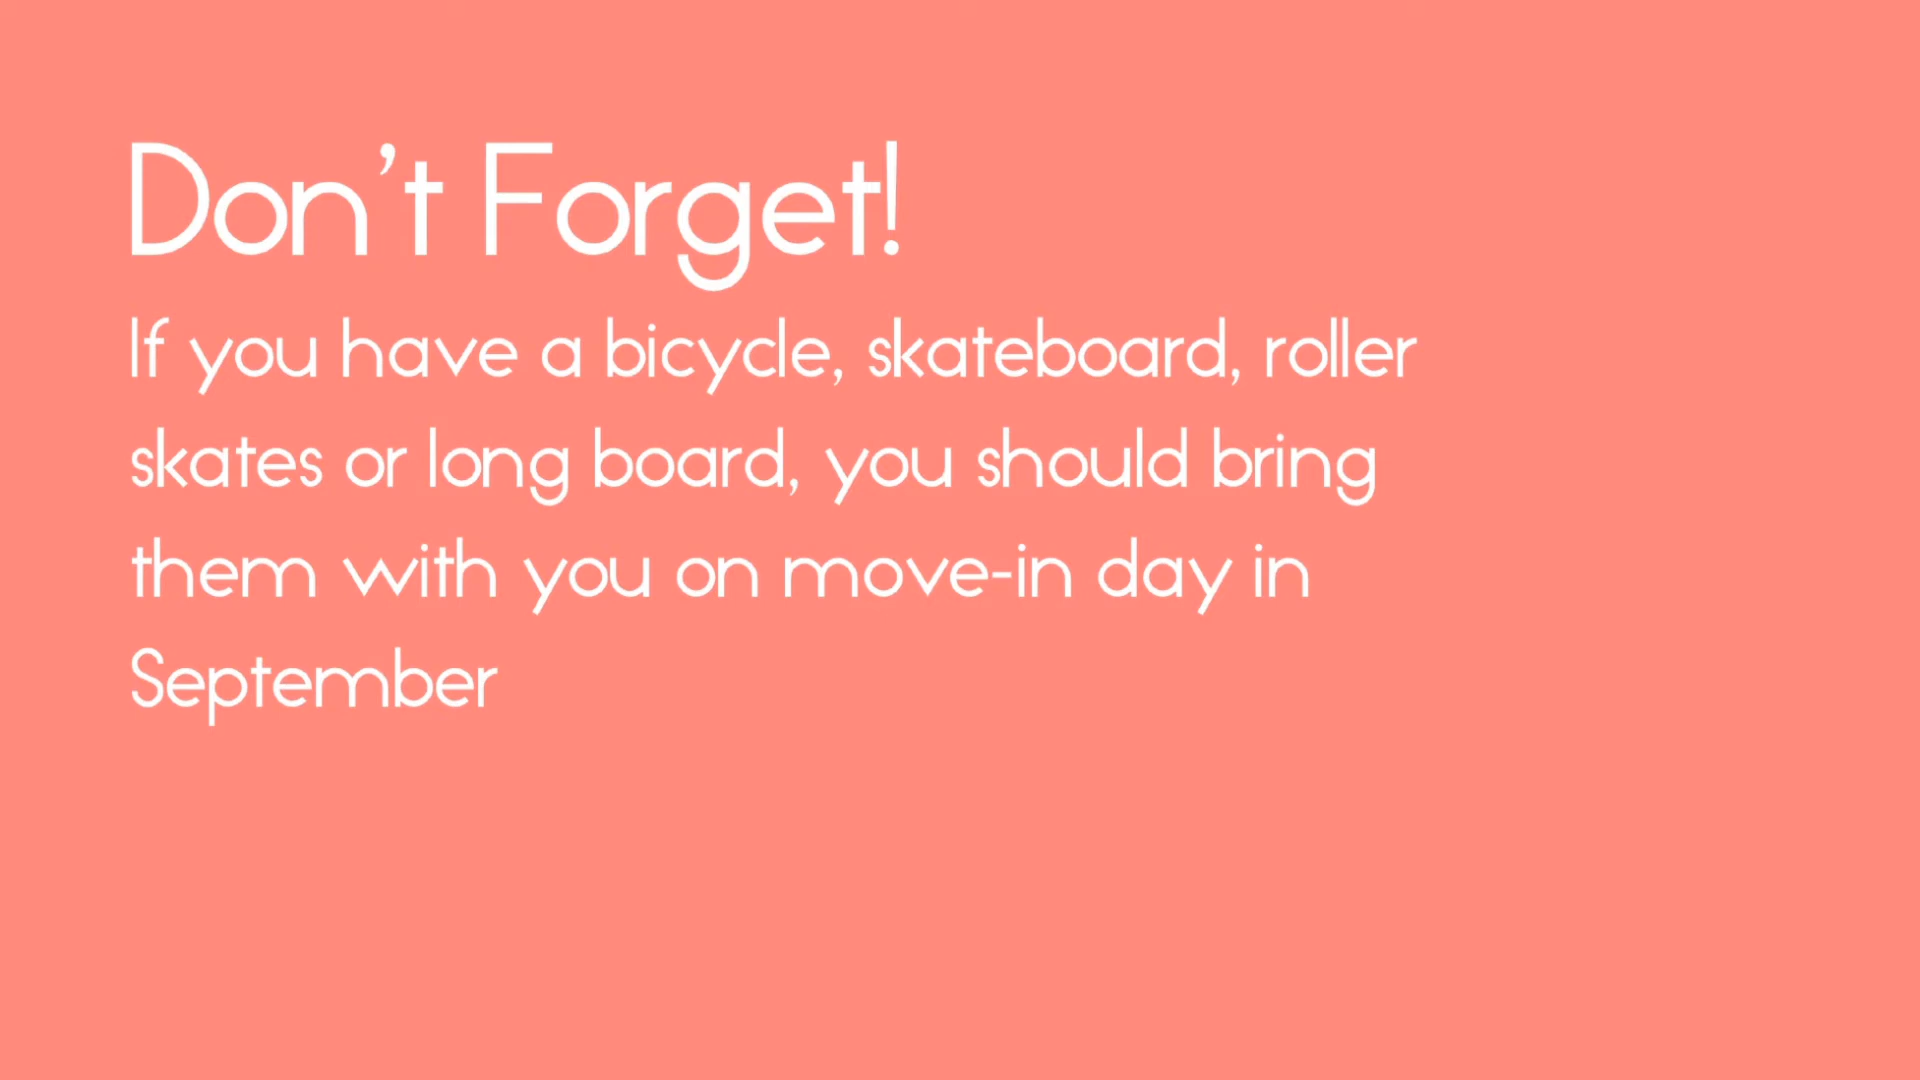 Don’t Forget!
If you have a bicycle, skateboard, roller
skates or long board, you should bring
them with you on move-in day in
September